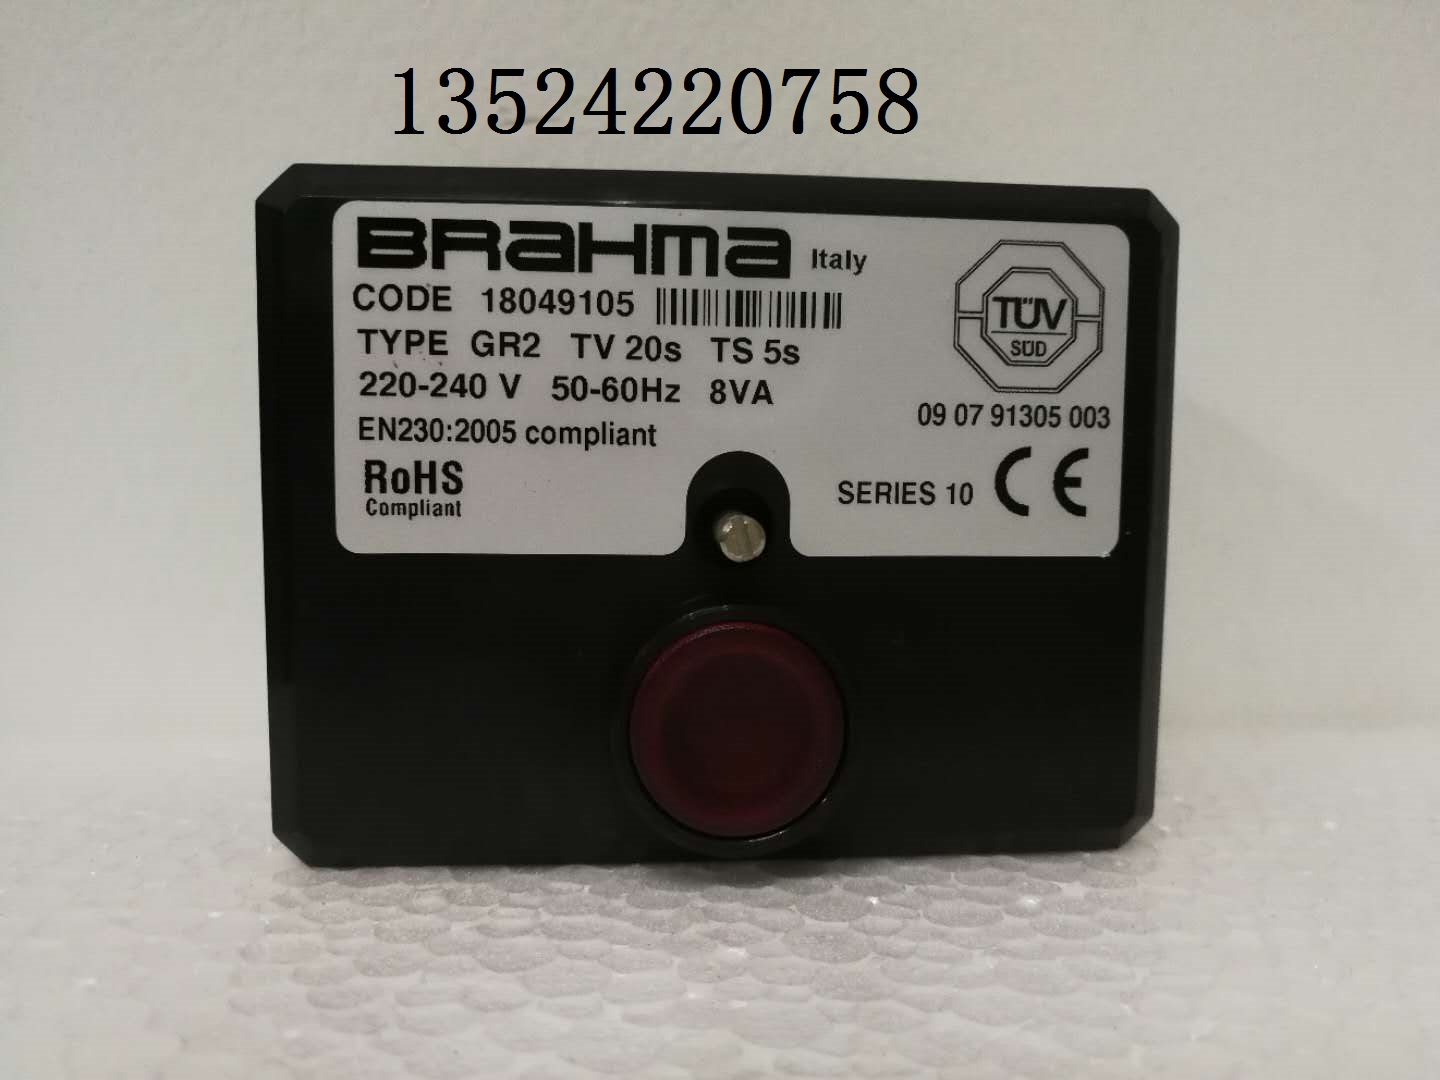 13524220758
BRAHMA Italy
CODE 18049105
TYPE GR2 TV 20s TS 5s
220-240 V 50-60Hz 8VA
EN230:2005 compliant
RoHS
Compliant
TÜV
SÜD
09 07 91305 003
SERIES 10 CE